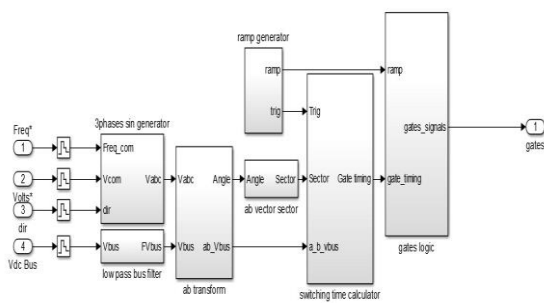 ramp generator
ramp
trig
ramp
gates_signals
gate_timing
gates logic
1
gates
Freq*
1
3phases sin generator
Freq_com
2
Volts*
Vcom
Vabc
3
dir
dir
4
Vdc Bus
Vbus
FVbus
low pass bus filter
Vabc
Angle
Vbus
ab_Vbus
ab transform
Angle
Sector
ab vector sector
Trig
Sector
Gate timing
a_b_vbus
switching time calculator